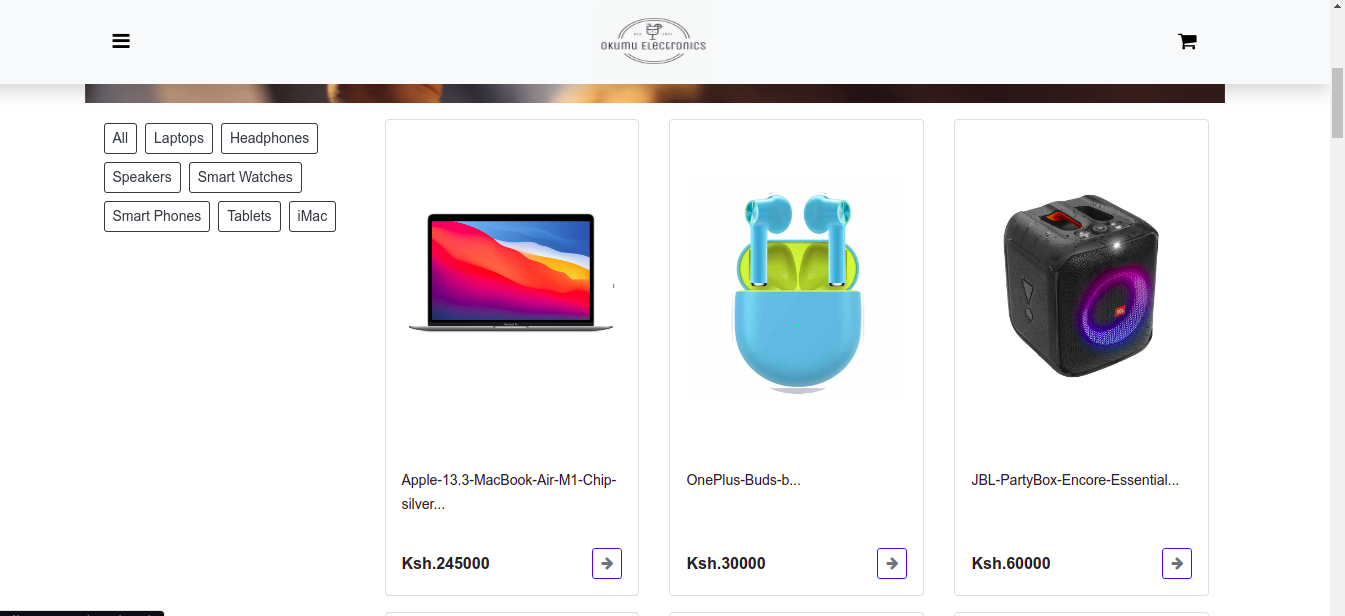 OKUMU ELECTRONICS
All
Laptops
Headphones
Speakers
Smart Watches
Smart Phones
Tablets
iMac
Apple-13.3-MacBook-Air-M1-Chip-
silver...
Ksh.245000
OnePlus-Buds-b...
Ksh.30000
JBL
JBL-PartyBox-Encore-Essential...
Ksh.60000